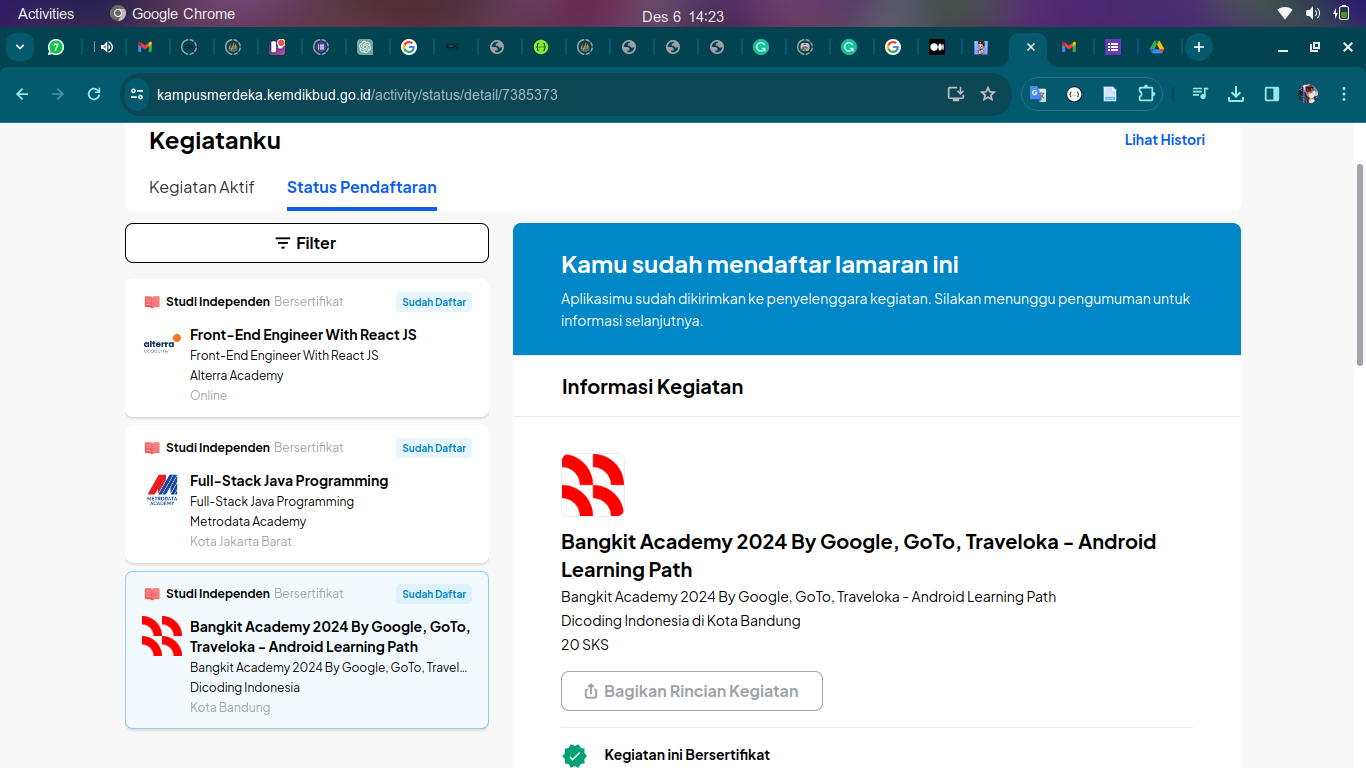 Activities
Google Chrome
Des 6 14:23
7
kampusmerdeka.kemdikbud.go.id/activity/status/detail/7385373
Kegiatanku
Lihat Histori
Kegiatan Aktif
Status Pendaftaran
Filter
Studi Independen Bersertifikat
Sudah Daftar
alterra
academy
Front-End Engineer With React JS
Front-End Engineer With React JS
Alterra Academy
Online
Studi Independen Bersertifikat
Sudah Daftar
METRODATA
ACADEMY
Full-Stack Java Programming
Full-Stack Java Programming
Metrodata Academy
Kota Jakarta Barat
Studi Independen Bersertifikat
Sudah Daftar
Bangkit Academy 2024 By Google, GoTo,
Traveloka - Android Learning Path
Bangkit Academy 2024 By Google, GoTo, Travel...
Dicoding Indonesia
Kota Bandung
Kamu sudah mendaftar lamaran ini
Aplikasimu sudah dikirimkan ke penyelenggara kegiatan. Silakan menunggu pengumuman untuk
informasi selanjutnya.
Informasi Kegiatan
Bangkit Academy 2024 By Google, GoTo, Traveloka - Android
Learning Path
Bangkit Academy 2024 By Google, GoTo, Traveloka - Android Learning Path
Dicoding Indonesia di Kota Bandung
20 SKS
Bagikan Rincian Kegiatan
Kegiatan ini Bersertifikat